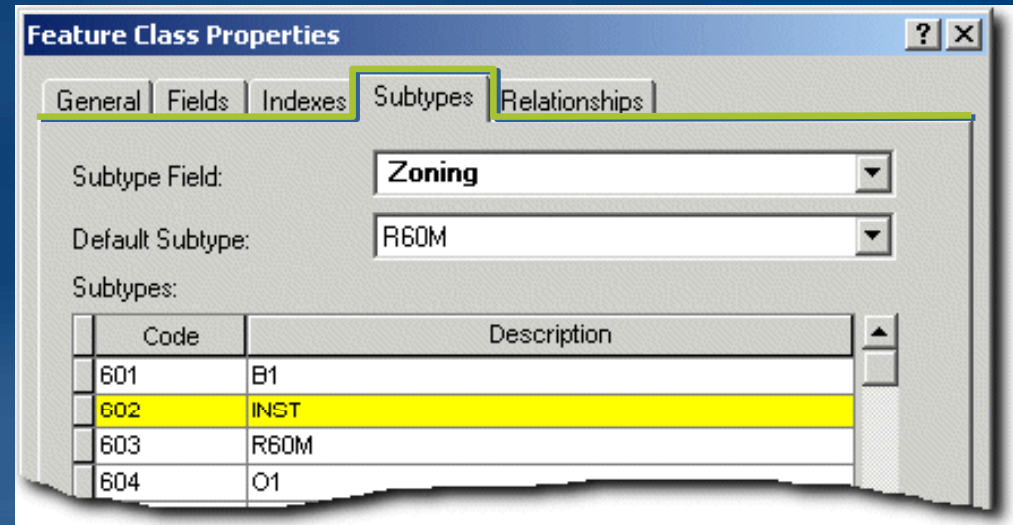 Feature Class Properties
General Fields Indexes Subtypes Relationships
Subtype Field: Zoning
Default Subtype: R60M
Subtypes:
Code Description
601 B1
602 INST
603 R60M
604 O1